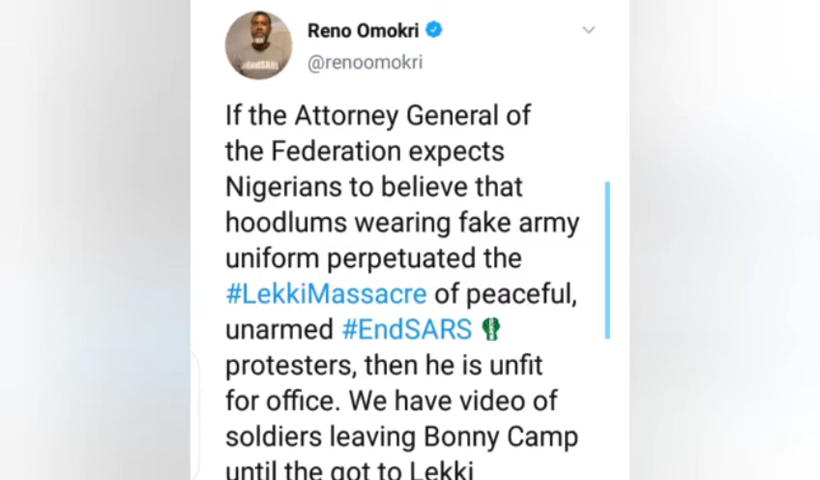 Reno Omokri
@renoomokri
If the Attorney General of
the Federation expects
Nigerians to believe that
hoodlums wearing fake army
uniform perpetuated the
#LekkiMassacre of peaceful,
unarmed #EndSARS
protesters, then he is unfit
for office. We have video of
soldiers leaving Bonny Camp
until the got to Lekki